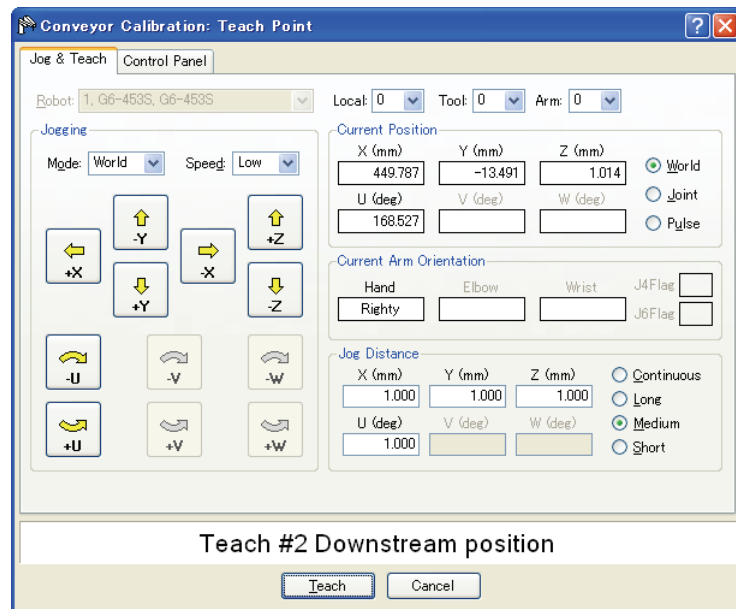 Conveyor Calibration: Teach Point
Jog & Teach Control Panel
Robot: 1, G6-453S, G6-453S Local: 0 Tool: 0 Arm: 0
Jogging
Mode: World Speed: Low
-Y +Z
+X -X
+Y -Z
-U -V -W
+U +V +W
Current Position
X (mm) Y (mm) Z (mm)
449.787 -13.491 1.014
U (deg) V (deg) W (deg)
168.527
World
Joint
Pulse
Current Arm Orientation
Hand Elbow Wrist J4Flag
Righty J6Flag
Jog Distance
X (mm) Y (mm) Z (mm)
1.000 1.000 1.000
U (deg) V (deg) W (deg)
1.000
Continuous
Long
Medium
Short
Teach #2 Downstream position
Teach Cancel